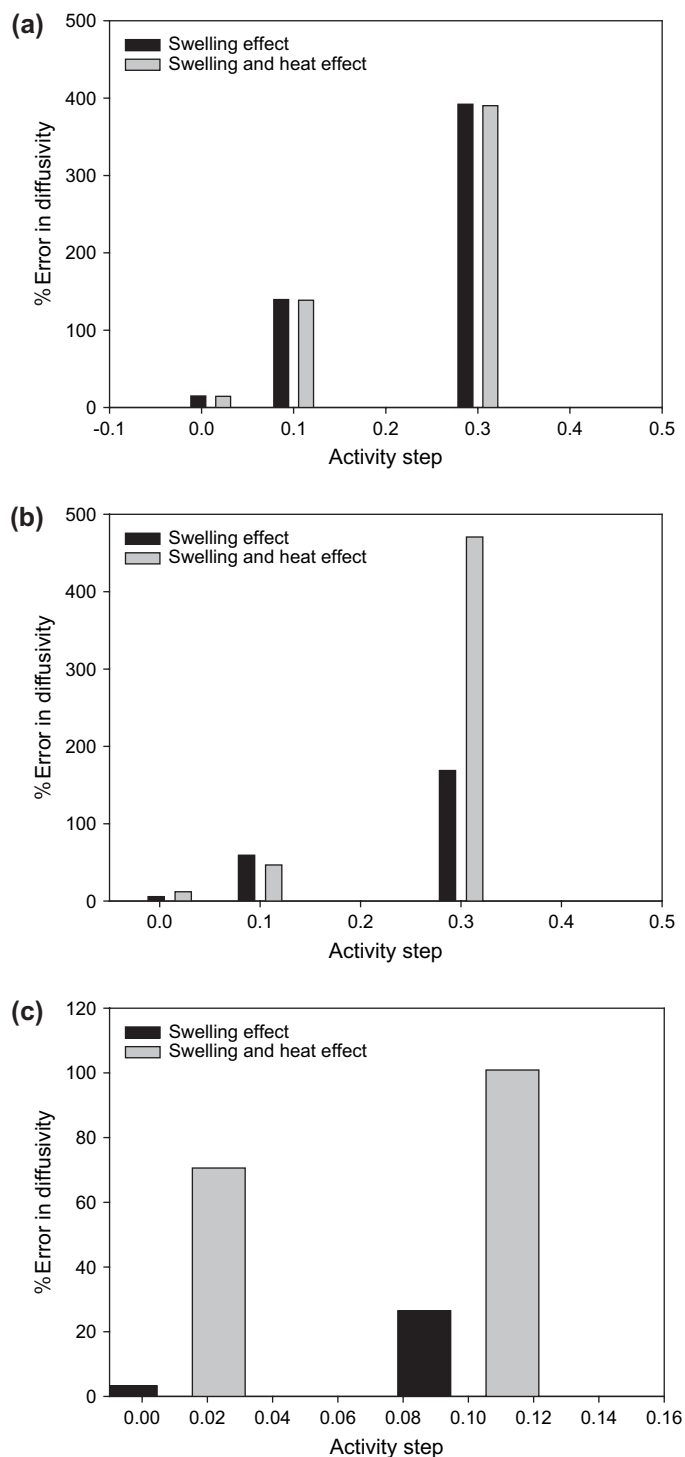 (a)
500
Swelling effect
Swelling and heat effect
400
300
200
100
0
% Error in diffusivity
-0.1 0.0 0.1 0.2 0.3 0.4 0.5
Activity step
(b)
500
Swelling effect
Swelling and heat effect
400
300
200
100
0
% Error in diffusivity
0.0 0.1 0.2 0.3 0.4 0.5
Activity step
(c)
120
Swelling effect
Swelling and heat effect
100
80
60
40
20
0
% Error in diffusivity
0.00 0.02 0.04 0.06 0.08 0.10 0.12 0.14 0.16
Activity step